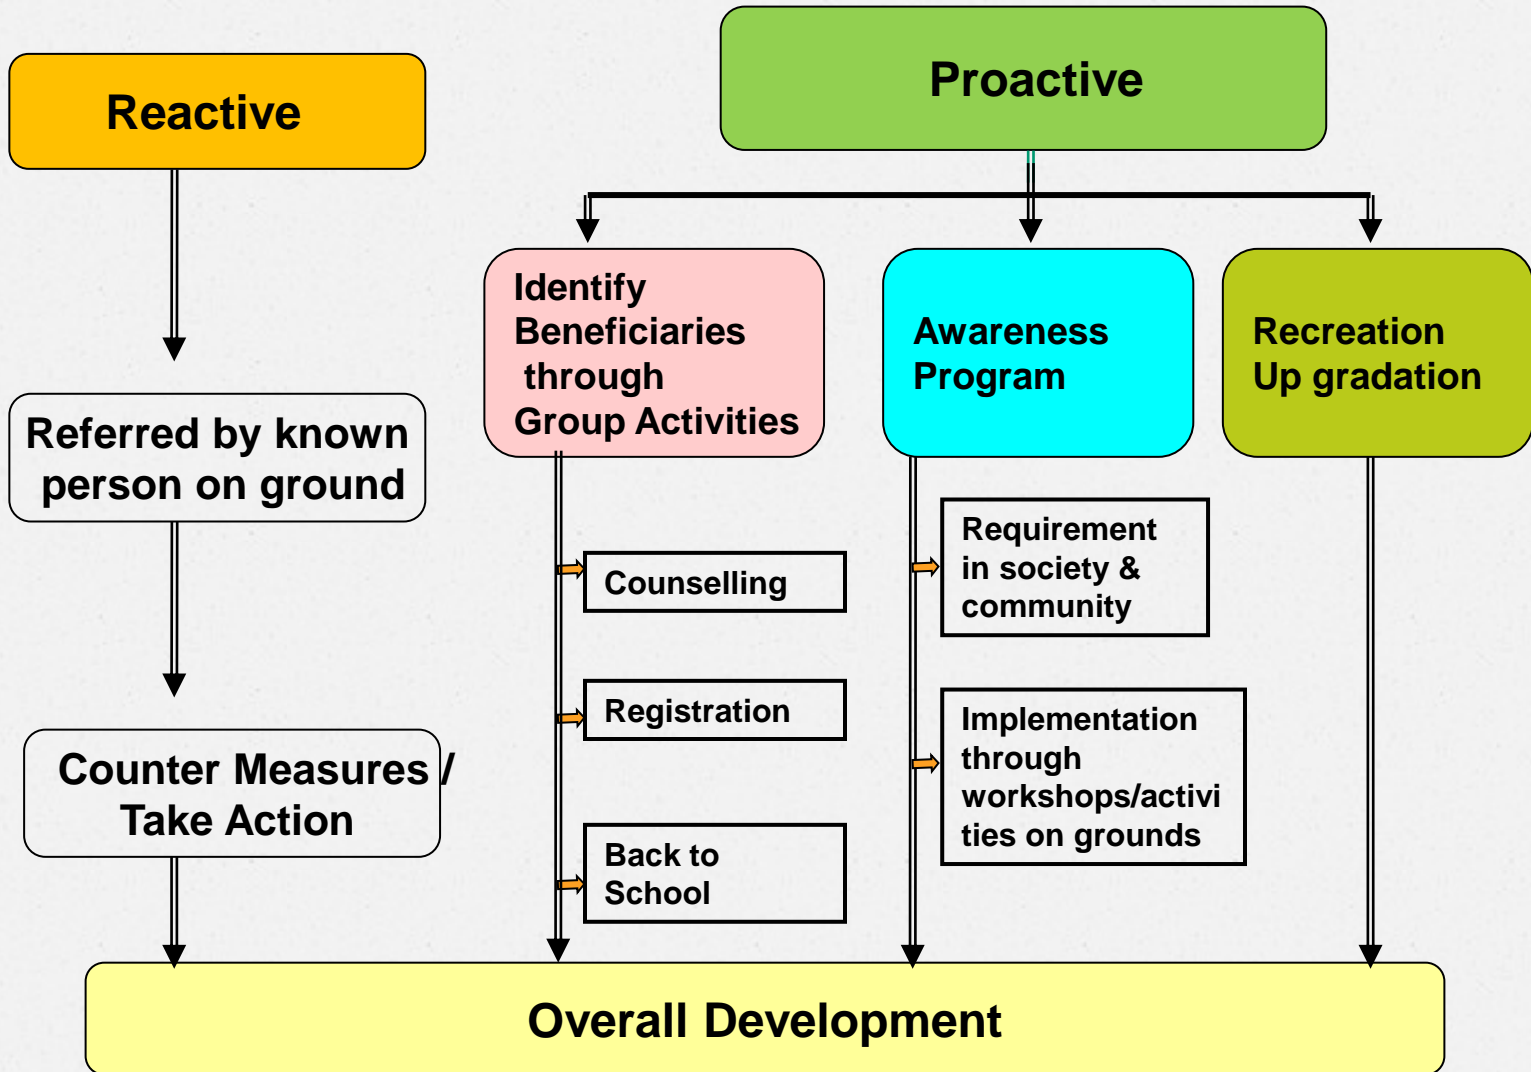 Reactive
Referred by known
person on ground
Counter Measures /
Take Action
Proactive
Identify
Beneficiaries
through
Group Activities
Counselling
Registration
Back to
School
Awareness
Program
Requirement
in society &
community
Implementation
through
workshops/activi
ties on grounds
Recreation
Up gradation
Overall Development